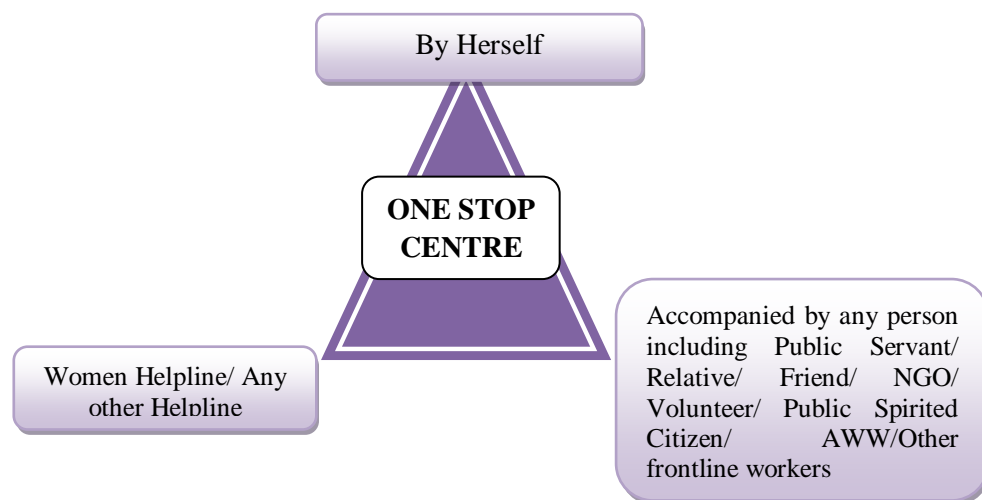 By Herself
ONE STOP
CENTRE
Women Helpline/ Any
other Helpline
Accompanied by any person
including Public Servant/
Relative/ Friend/ NGO/
Volunteer/ Public Spirited
Citizen/ AWW/Other
frontline workers